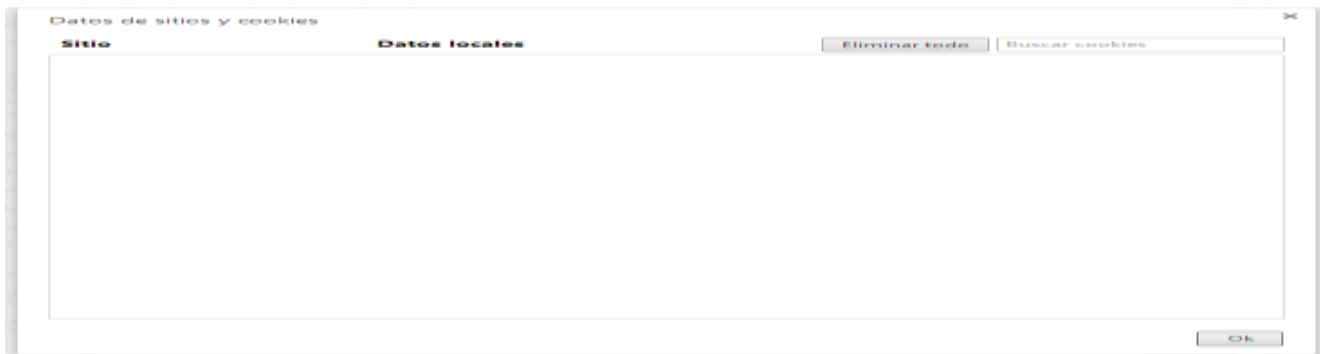 Datos de sitios y cookies
Sitio Datos locales Eliminar todo Buscar cookies
Ok